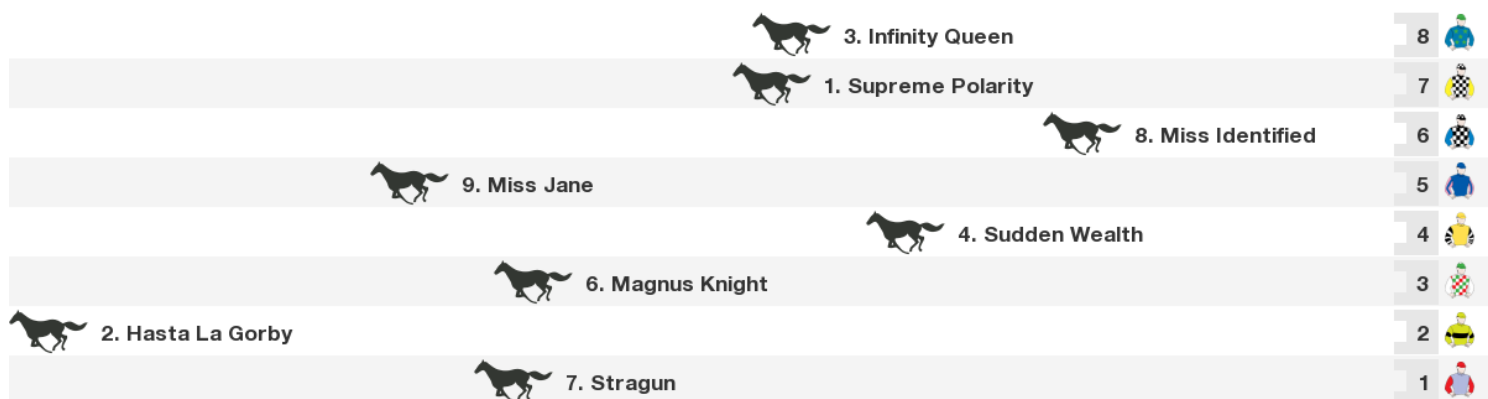 3. Infinity Queen 8
1. Supreme Polarity 7
8. Miss Identified 6
9. Miss Jane 5
4. Sudden Wealth 4
6. Magnus Knight 3
2. Hasta La Gorby 2
7. Stragun 1